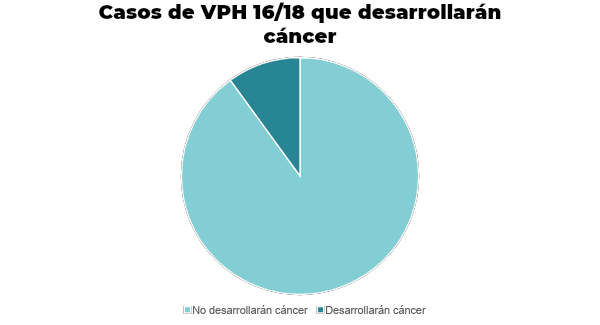 Casos de VPH 16/18 que desarrollarán
cáncer
No desarrollarán cáncer Desarrollarán cáncer